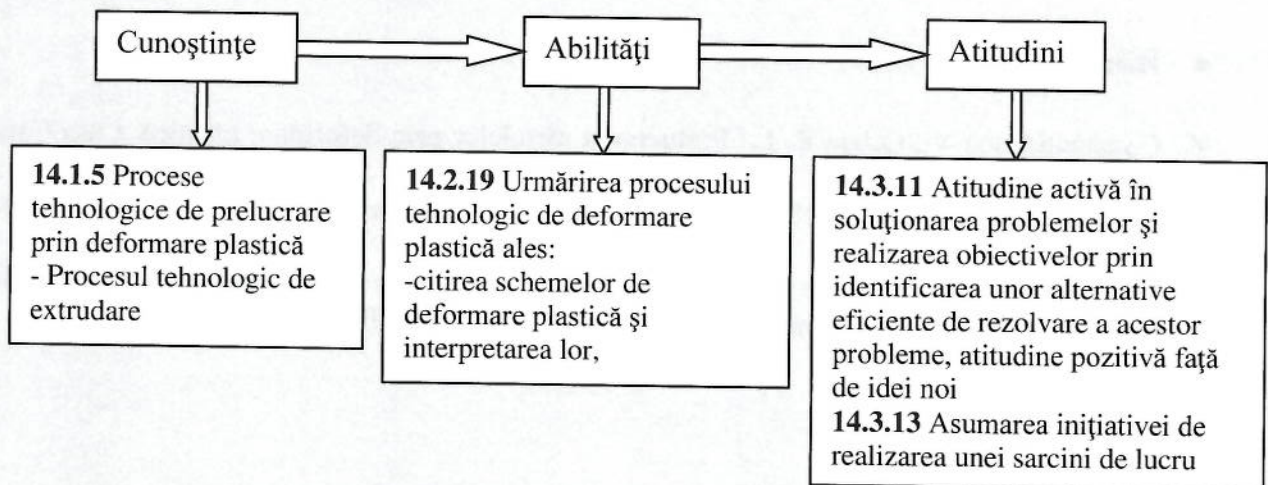 Cunoştinţe
Abilităţi
Atitudini
14.1.5 Procese
tehnologice de prelucrare
prin deformare plastică
- Procesul tehnologic de
extrudare
14.2.19 Urmărirea procesului
tehnologic de deformare
plastică ales:
-citirea schemelor de
deformare plastică şi
interpretarea lor,
14.3.11 Atitudine activă în
soluţionarea problemelor şi
realizarea obiectivelor prin
identificarea unor alternative
eficiente de rezolvare a acestor
probleme, atitudine pozitivă faţă
de idei noi
14.3.13 Asumarea iniţiativei de
realizarea unei sarcini de lucru